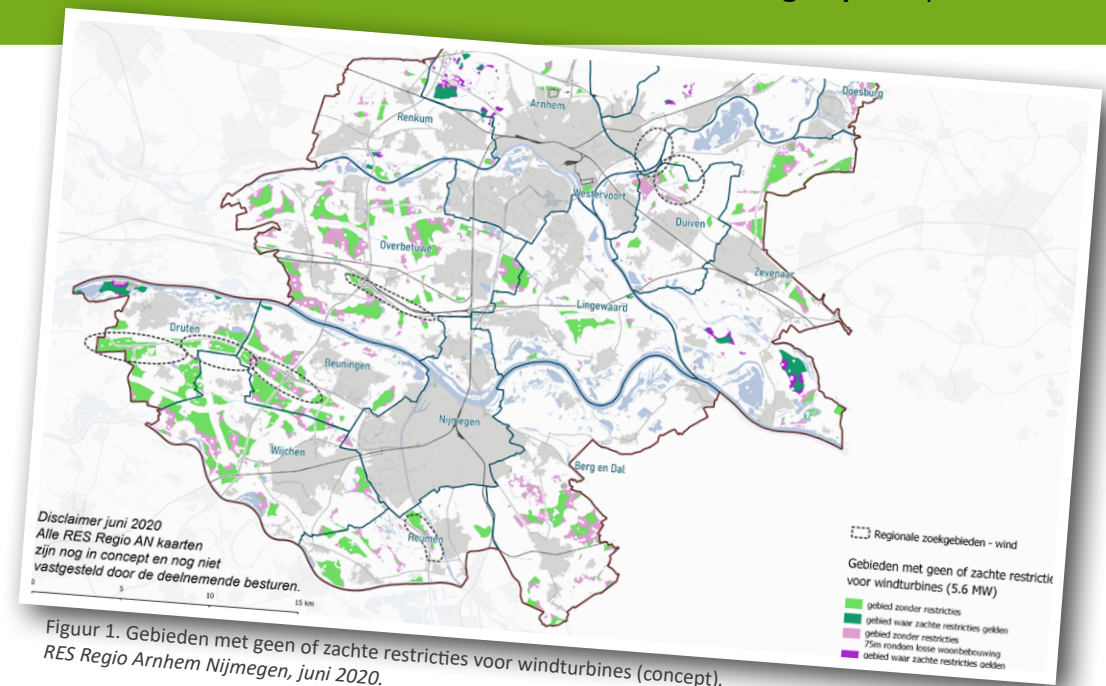 Doesburg
Arnhem
Renkum
Westervoort
Duiven
Overbetuwe
Zevenaar
Lingewaard
Druten
Beuningen
Nijmegen
Wijchen
Berg en Dal
Heumen
Disclaimer juni 2020
Alle RES Regio AN kaarten
zijn nog in concept en nog niet
vastgesteld door de deelnemende besturen.
0 5 10 15 km
Regionale zoekgebieden - wind
Gebieden met geen of zachte restrictie
voor windturbines (5.6 MW)
gebied zonder restricties
gebied waar zachte restricties gelden
gebied zonder restricties
75m rondom losse woonbebouwing
gebied waar zachte restricties gelden
Figuur 1. Gebieden met geen of zachte restricties voor windturbines (concept).
RES Regio Arnhem Nijmegen, juni 2020.